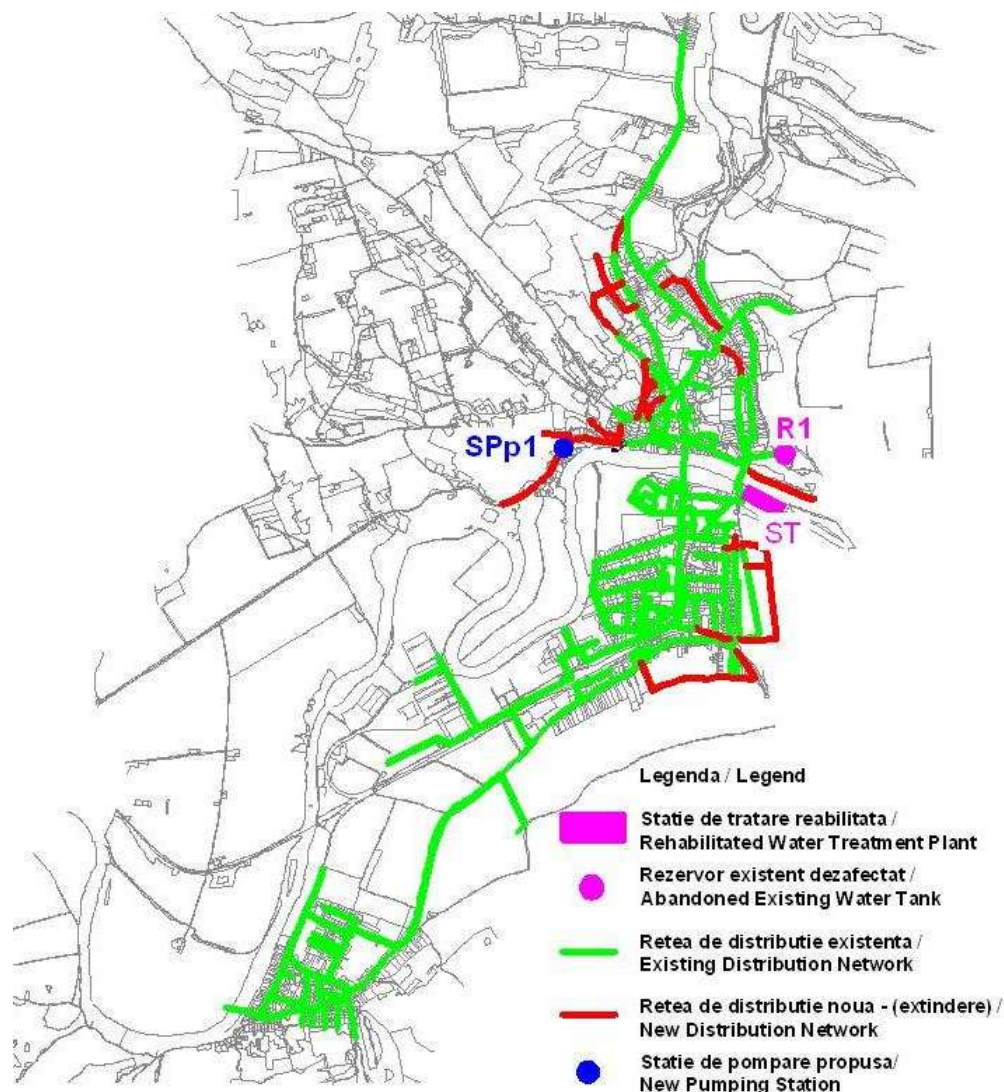 R1
SPp1
ST
Legenda / Legend
Statie de tratare reabilitata /
Rehabilitated Water Treatment Plant
Rezervor existent dezafectat /
Abandoned Existing Water Tank
Retea de distributie existenta /
Existing Distribution Network
Retea de distributie noua - (extindere) /
New Distribution Network
Statie de pompare propusa/
New Pumping Station